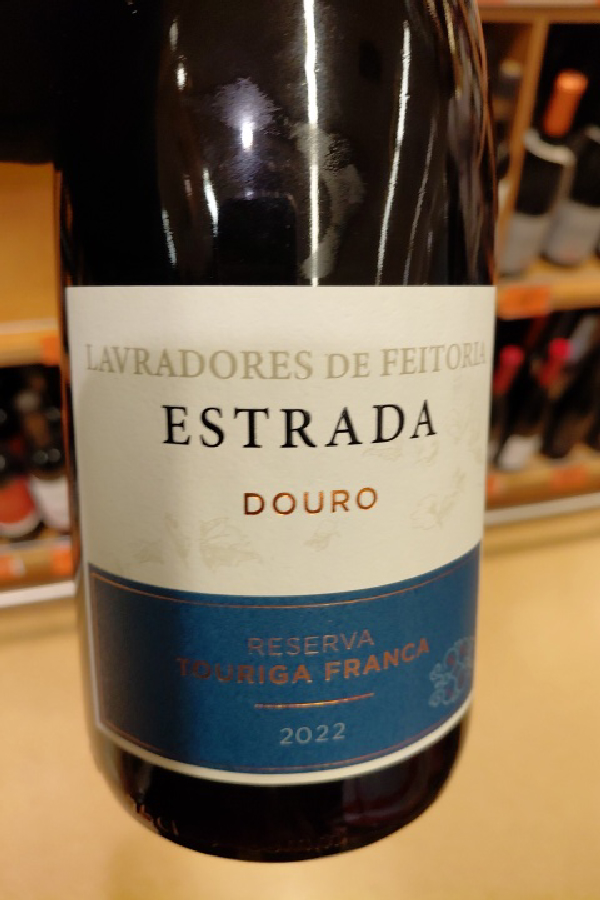 LAVRADORES DE FEITORIA
ESTRADA
DOURO
RESERVA
TOURIGA FRANCA
2022